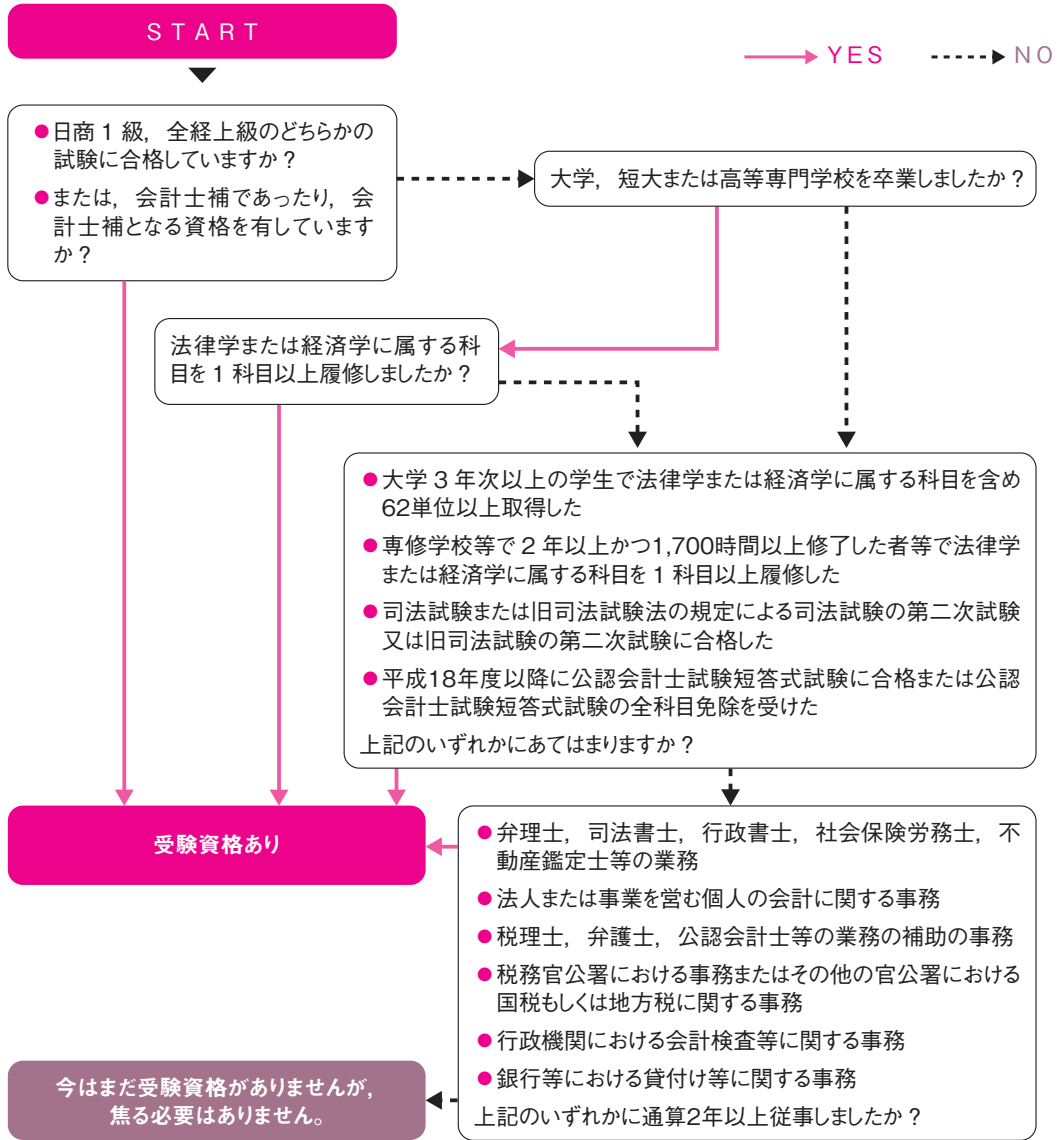 START
YES
NO
●日商1級，全経上級のどちらかの
試験に合格していますか？
●または，会計士補であったり，会
計士補となる資格を有しています
か？
大学，短大または高等専門学校を卒業しましたか？
法律学または経済学に属する科
目を1科目以上履修しましたか？
●大学3年次以上の学生で法律学または経済学に属する科目を含め
62単位以上取得した
●専修学校等で2年以上かつ1,700時間以上修了した者等で法律学
または経済学に属する科目を1科目以上履修した
●司法試験または旧司法試験法の規定による司法試験の第二次試験
又は旧司法試験の第二次試験に合格した
●平成18年度以降に公認会計士試験短答式試験に合格または公認
会計士試験短答式試験の全科目免除を受けた
上記のいずれかにあてはまりますか？
受験資格あり
●弁理士，司法書士，行政書士，社会保険労務士，不
動産鑑定士等の業務
●法人または事業を営む個人の会計に関する事務
●税理士，弁護士，公認会計士等の業務の補助の事務
●税務官公署における事務またはその他の官公署における
国税もしくは地方税に関する事務
●行政機関における会計検査等に関する事務
●銀行等における貸付け等に関する事務
上記のいずれかに通算2年以上従事しましたか？
今はまだ受験資格がありませんが，
焦る必要はありません。